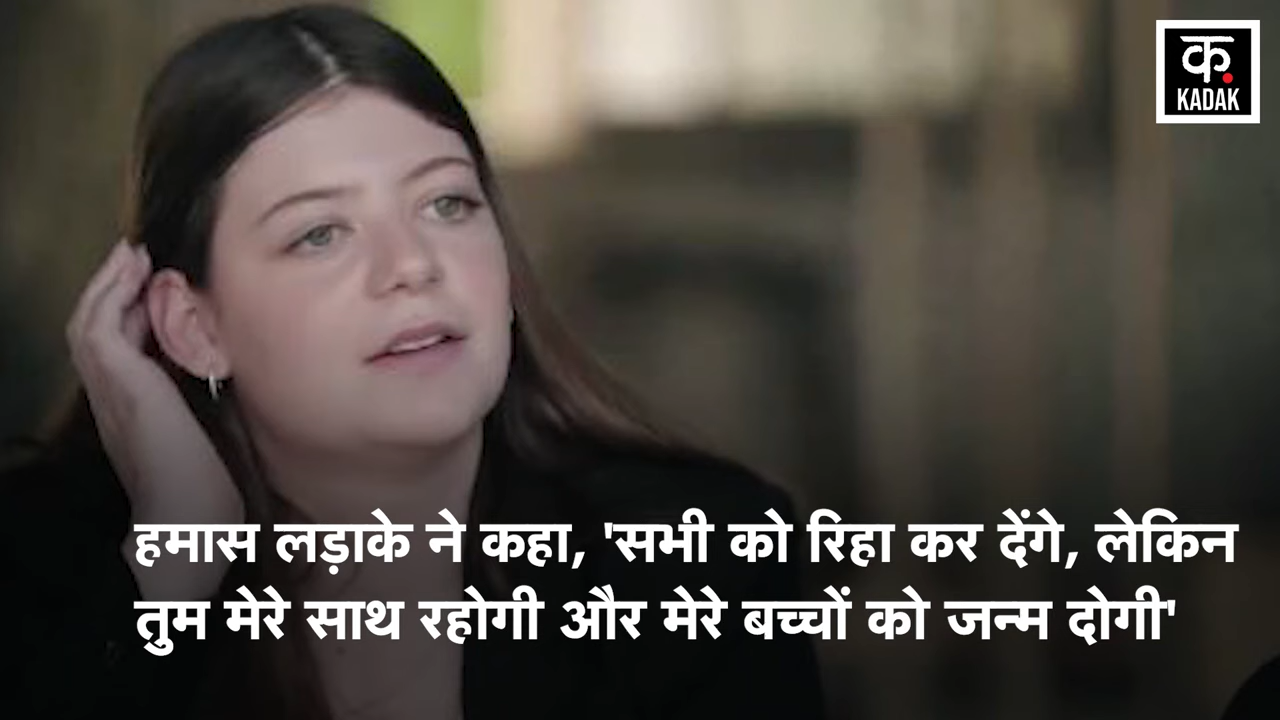 क.
KADAK
हमास लड़ाके ने कहा, 'सभी को रिहा कर देंगे, लेकिन
तुम मेरे साथ रहोगी और मेरे बच्चों को जन्म दोगी'